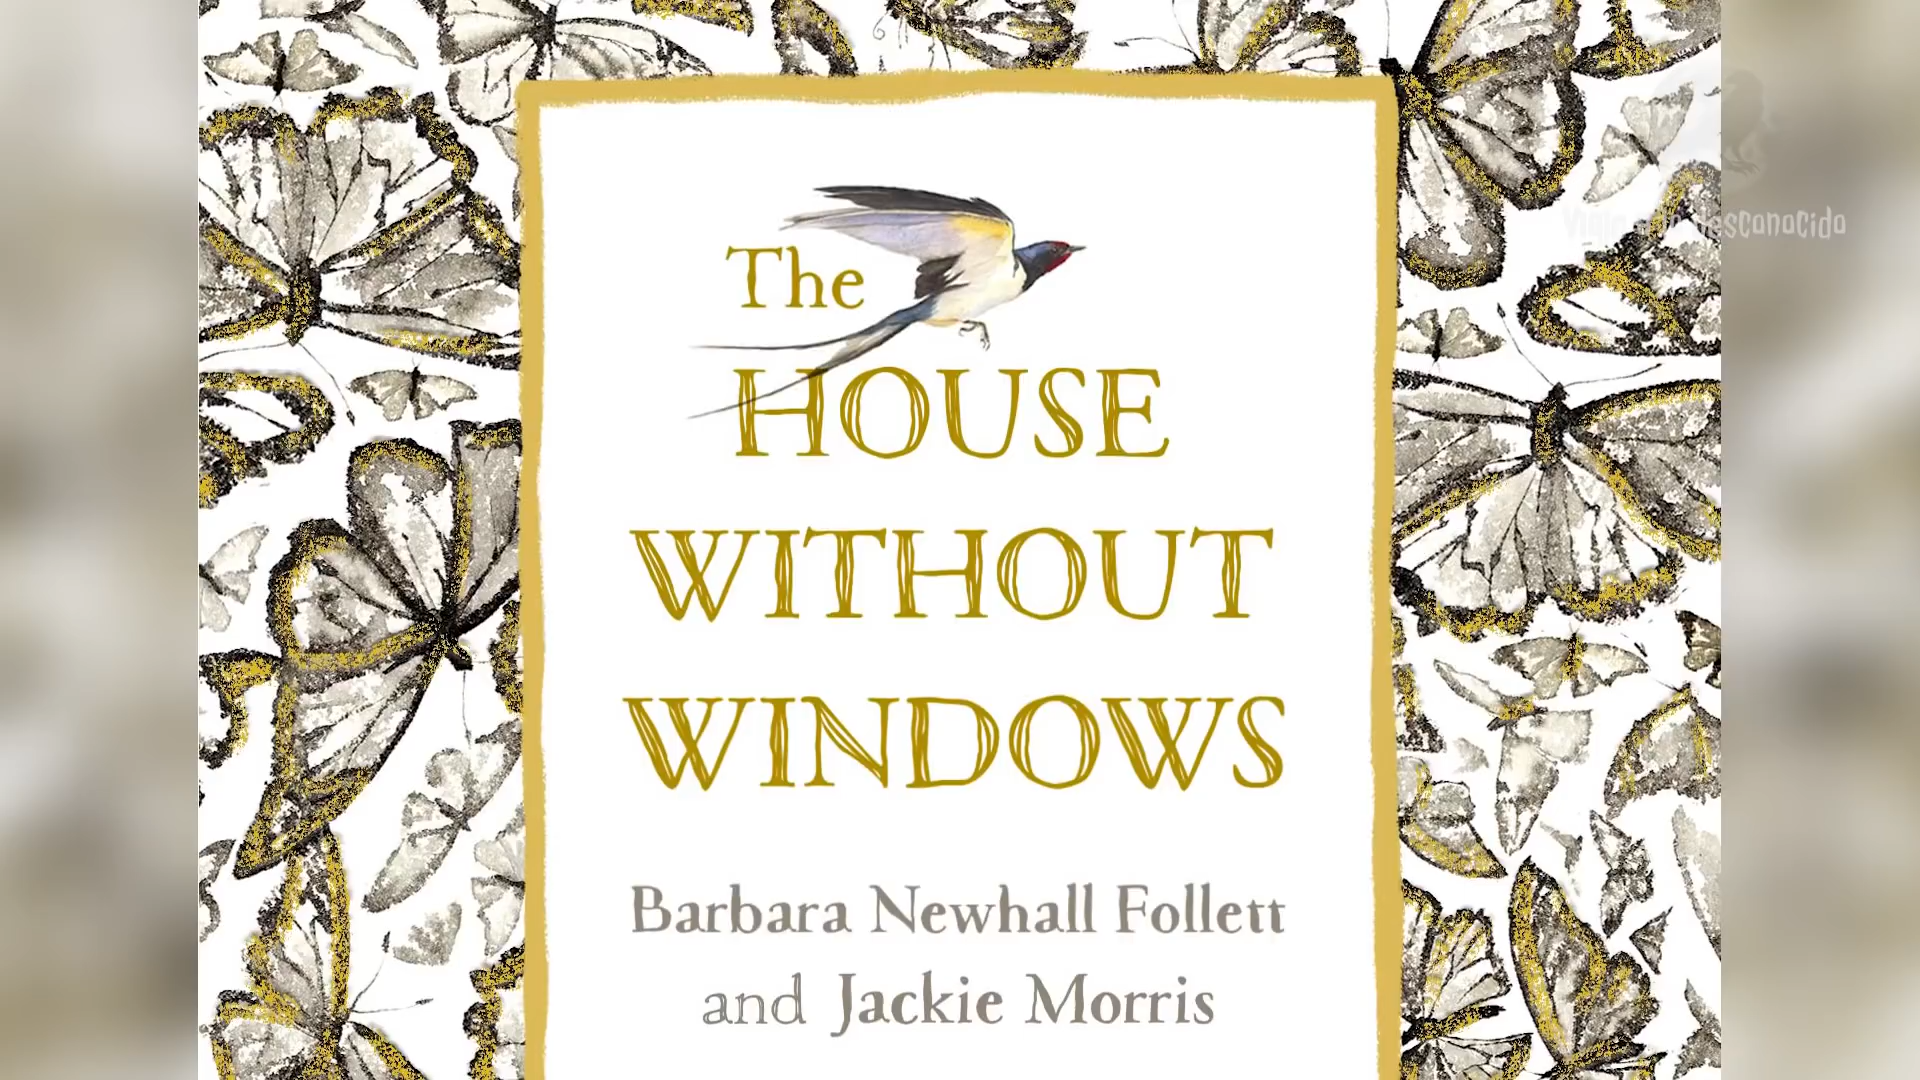 The
HOUSE
WITHOUT
WINDOWS
Barbara Newhall Follett
and Jackie Morris